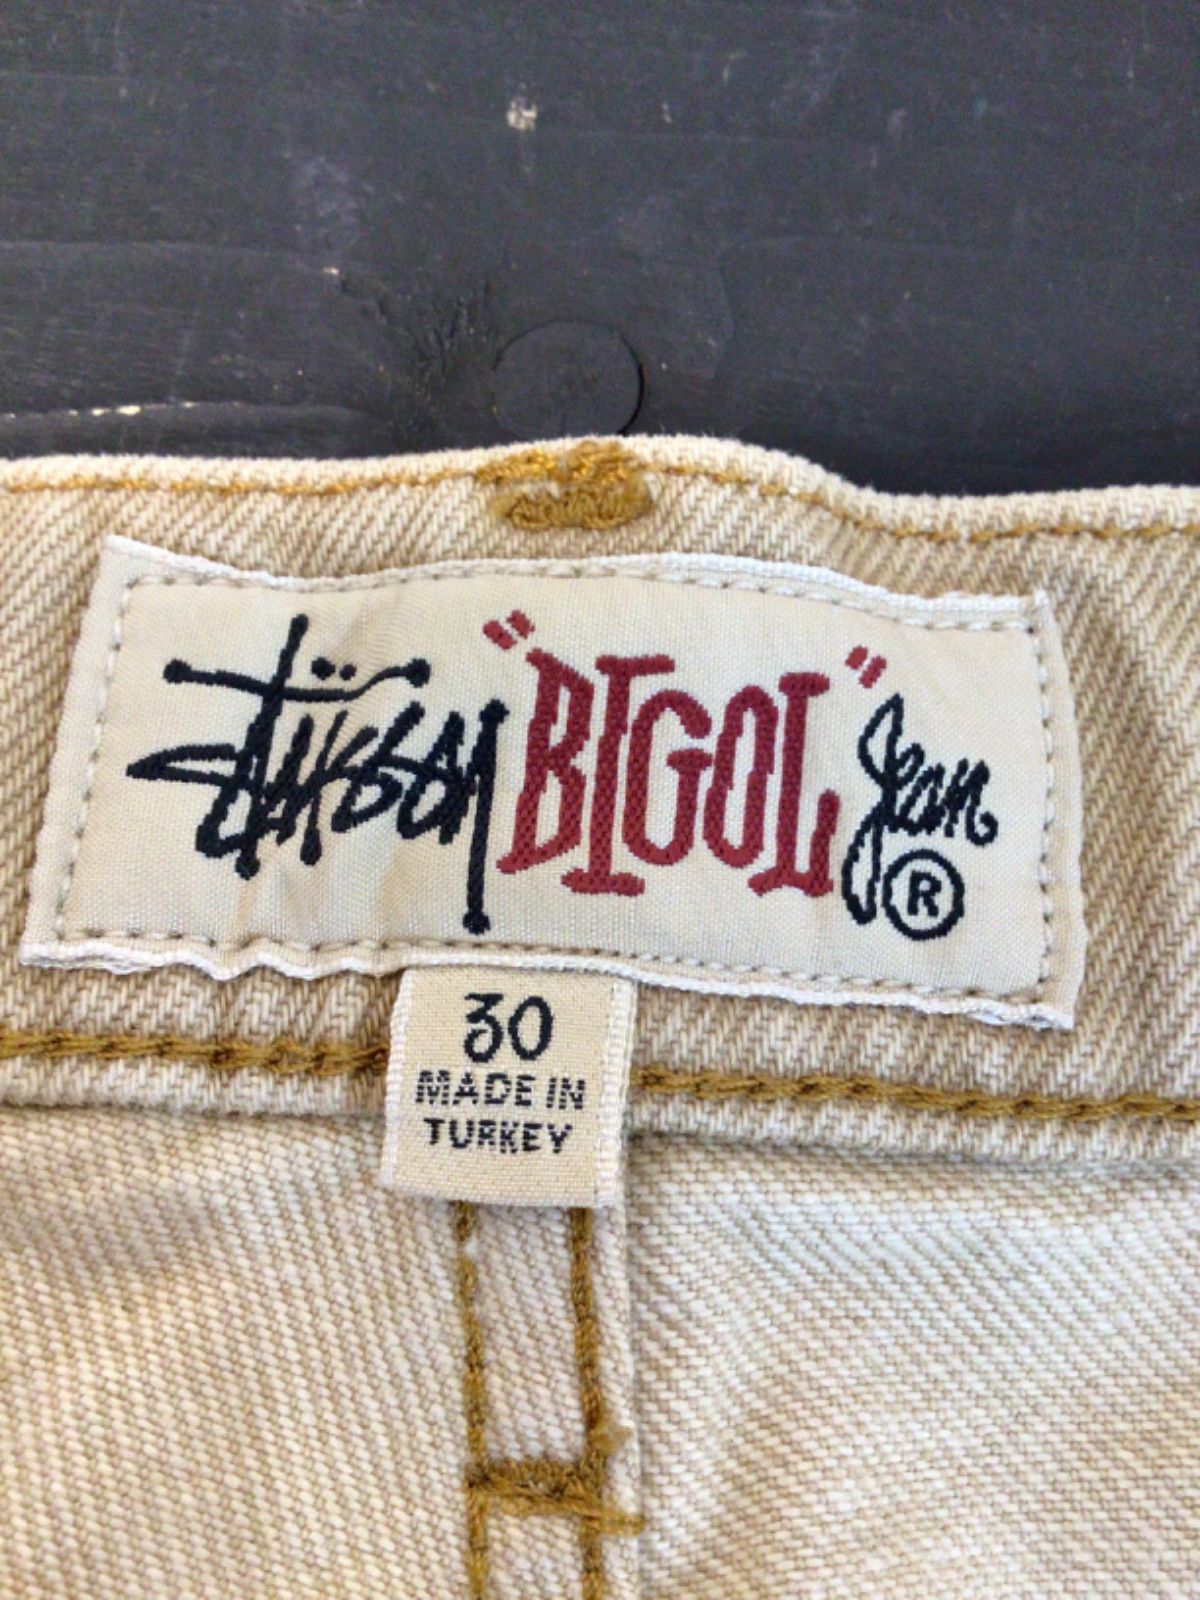 Stüssy "BIGOL" Jean ®
30
MADE IN
TURKEY